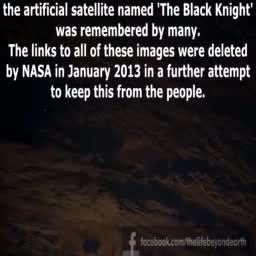 the artificial satellite named 'The Black Knight'
was remembered by many.
The links to all of these images were deleted
by NASA in January 2013 in a further attempt
to keep this from the people.
facebook.com/thelifebeyondearth